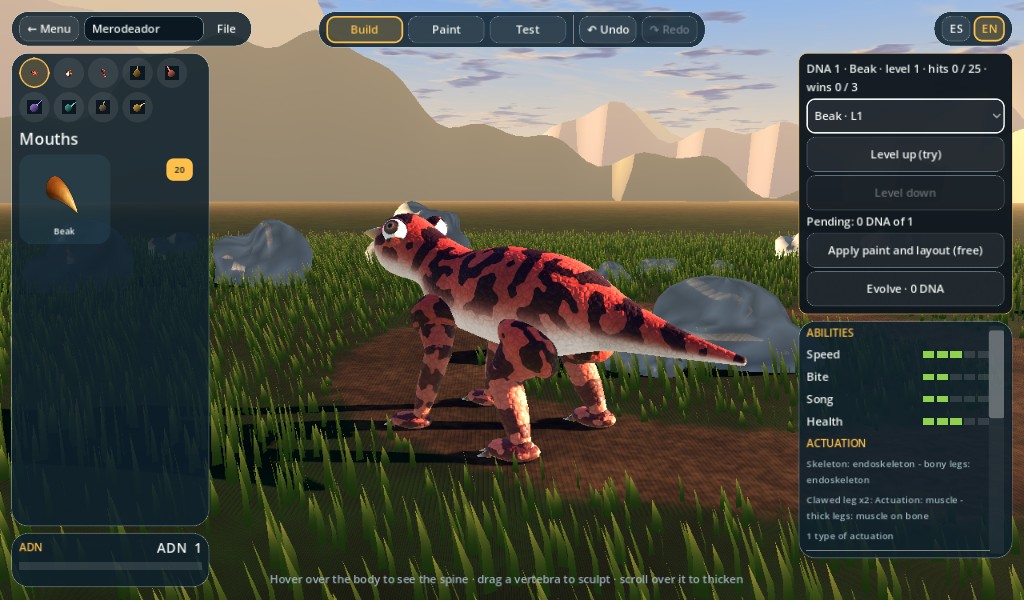 ← Menu
Merodeador
File
Build
Paint
Test
↶ Undo
↷ Redo
ES
EN
Mouths
20
Beak
DNA 1 · Beak · level 1 · hits 0 / 25 ·
wins 0 / 3
Beak · L1
Level up (try)
Level down
Pending: 0 DNA of 1
Apply paint and layout (free)
Evolve · 0 DNA
ABILITIES
Speed
Bite
Song
Health
ACTUATION
Skeleton: endoskeleton - bony legs:
endoskeleton
Clawed leg x2: Actuation: muscle -
thick legs: muscle on bone
1 type of actuation
ADN
ADN 1
Hover over the body to see the spine · drag a vertebra to sculpt · scroll over it to thicken